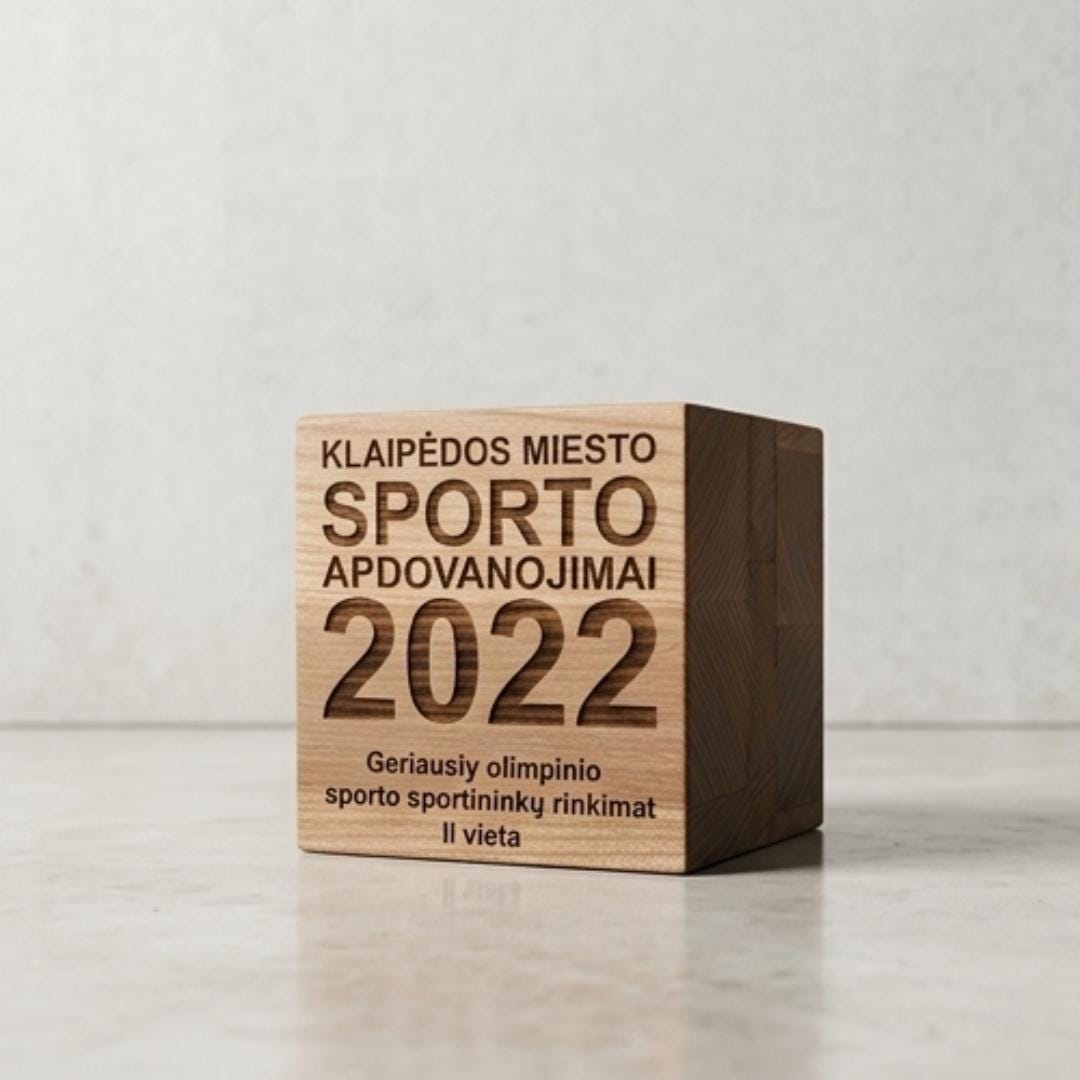 KLAIPĖDOS MIESTO
SPORTO
APDOVANOJIMAI
2022
Geriausiy olimpinio
sporto sportininkų rinkimat
II vieta